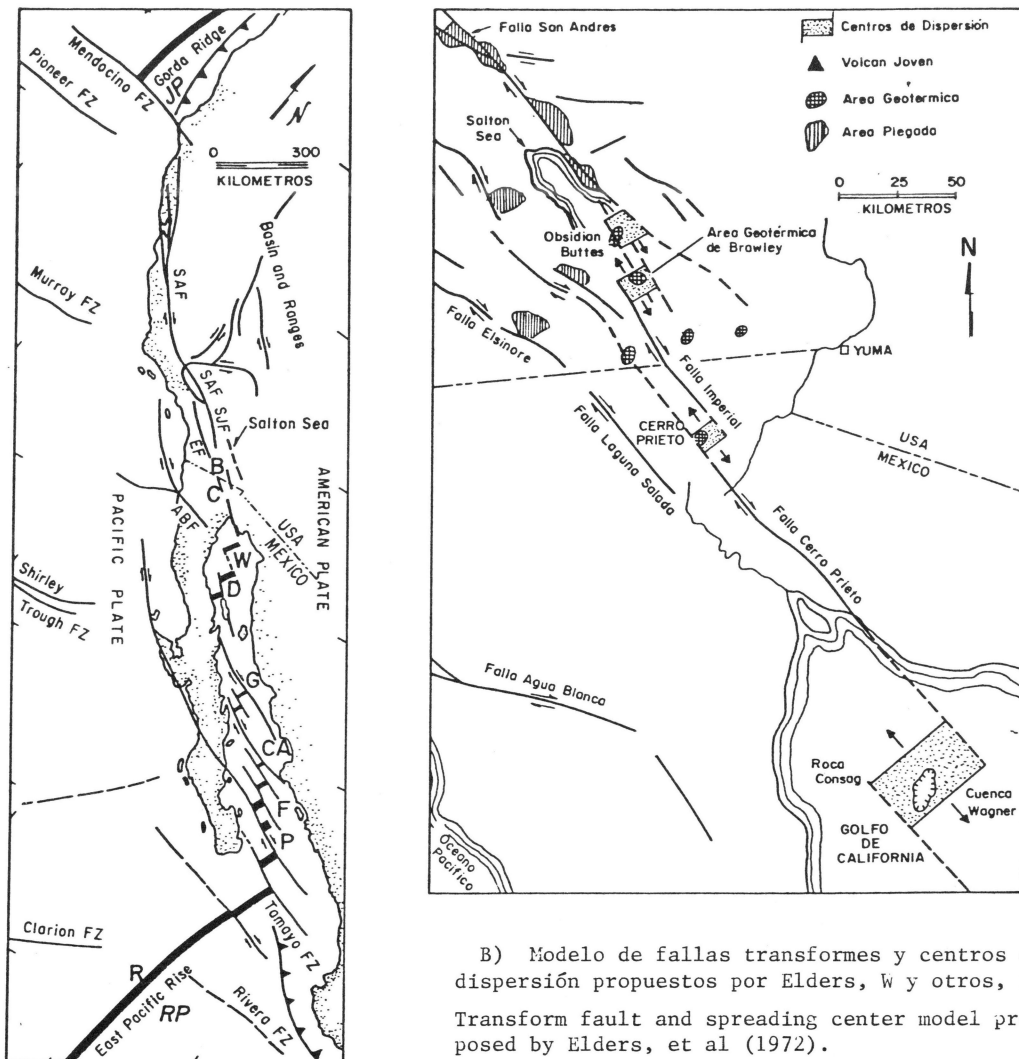 Mendocino FZ
Pioneer FZ
Gorda Ridge
JP
N
0 300
KILOMETROS
SAF
Basin and Ranges
Murray FZ
SAF
SJF
Salton Sea
EF
B
C
ABF
USA
MEXICO
AMERICAN PLATE
PACIFIC PLATE
W
D
Shirley
Trough FZ
G
CA
F
P
Clarion FZ
Tamayo FZ
R
East Pacific Rise
RP
Rivera FZ
Falla San Andres
Centros de Dispersión
Volcan Joven
Area Geotermica
Area Plegada
Salton
Sea
0 25 50
KILOMETROS
Obsidian
Buttes
Area Geotérmica
de Brawley
N
Falla Elsinore
YUMA
Falla Imperial
CERRO
PRIETO
Falla Laguna Salada
USA
MEXICO
Falla Cerro Prieto
Falla Agua Blanca
Roca
Consag
Cuenca
Wagner
GOLFO
DE
CALIFORNIA
Oceano
Pacífico
B) Modelo de fallas transformes y centros
dispersión propuestos por Elders, W y otros,
Transform fault and spreading center model pr
posed by Elders, et al (1972).